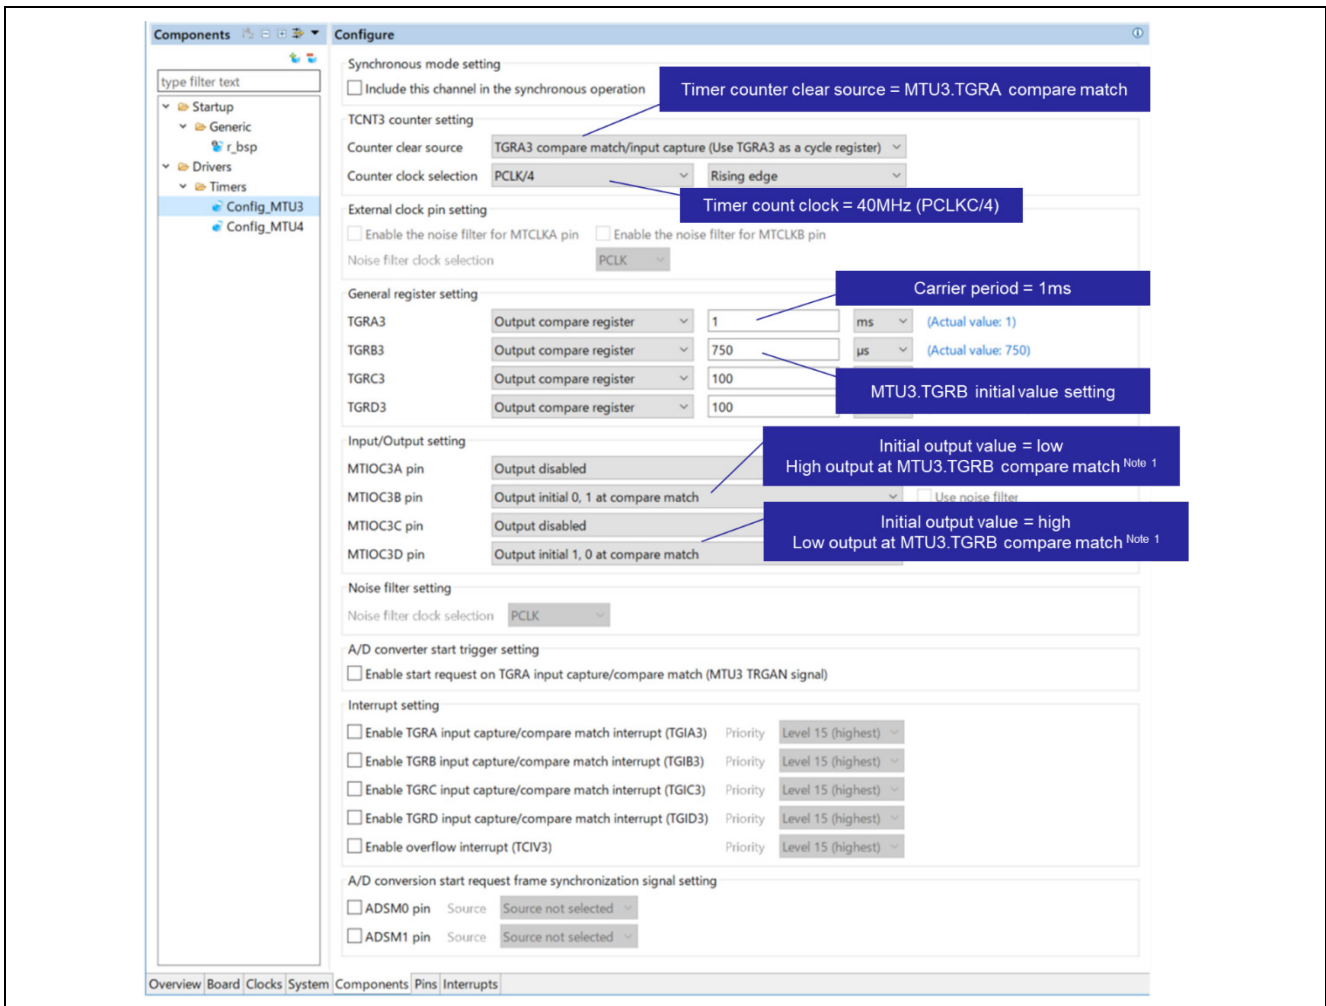 Components
Configure
type filter text
Startup
Generic
r_bsp
Drivers
Timers
Config_MTU3
Config_MTU4
Synchronous mode setting
Include this channel in the synchronous operation
Timer counter clear source = MTU3.TGRA compare match
TCNT3 counter setting
Counter clear source TGRA3 compare match/input capture (Use TGRA3 as a cycle register)
Counter clock selection PCLK/4 Rising edge
Timer count clock = 40MHz (PCLKC/4)
External clock pin setting
Enable the noise filter for MTCLKA pin Enable the noise filter for MTCLKB pin
Noise filter clock selection PCLK
Carrier period = 1ms
General register setting
TGRA3 Output compare register 1 ms (Actual value: 1)
TGRB3 Output compare register 750 µs (Actual value: 750)
TGRC3 Output compare register 100
MTU3.TGRB initial value setting
TGRD3 Output compare register 100
Input/Output setting
Initial output value = low
High output at MTU3.TGRB compare match Note 1
MTIOC3A pin Output disabled
MTIOC3B pin Output initial 0, 1 at compare match Use noise filter
MTIOC3C pin Output disabled
Initial output value = high
Low output at MTU3.TGRB compare match Note 1
MTIOC3D pin Output initial 1, 0 at compare match
Noise filter setting
Noise filter clock selection PCLK
A/D converter start trigger setting
Enable start request on TGRA input capture/compare match (MTU3 TRGAN signal)
Interrupt setting
Enable TGRA input capture/compare match interrupt (TGIA3) Priority Level 15 (highest)
Enable TGRB input capture/compare match interrupt (TGIB3) Priority Level 15 (highest)
Enable TGRC input capture/compare match interrupt (TGIC3) Priority Level 15 (highest)
Enable TGRD input capture/compare match interrupt (TGID3) Priority Level 15 (highest)
Enable overflow interrupt (TCIV3) Priority Level 15 (highest)
A/D conversion start request frame synchronization signal setting
ADSM0 pin Source Source not selected
ADSM1 pin Source Source not selected
Overview Board Clocks System Components Pins Interrupts